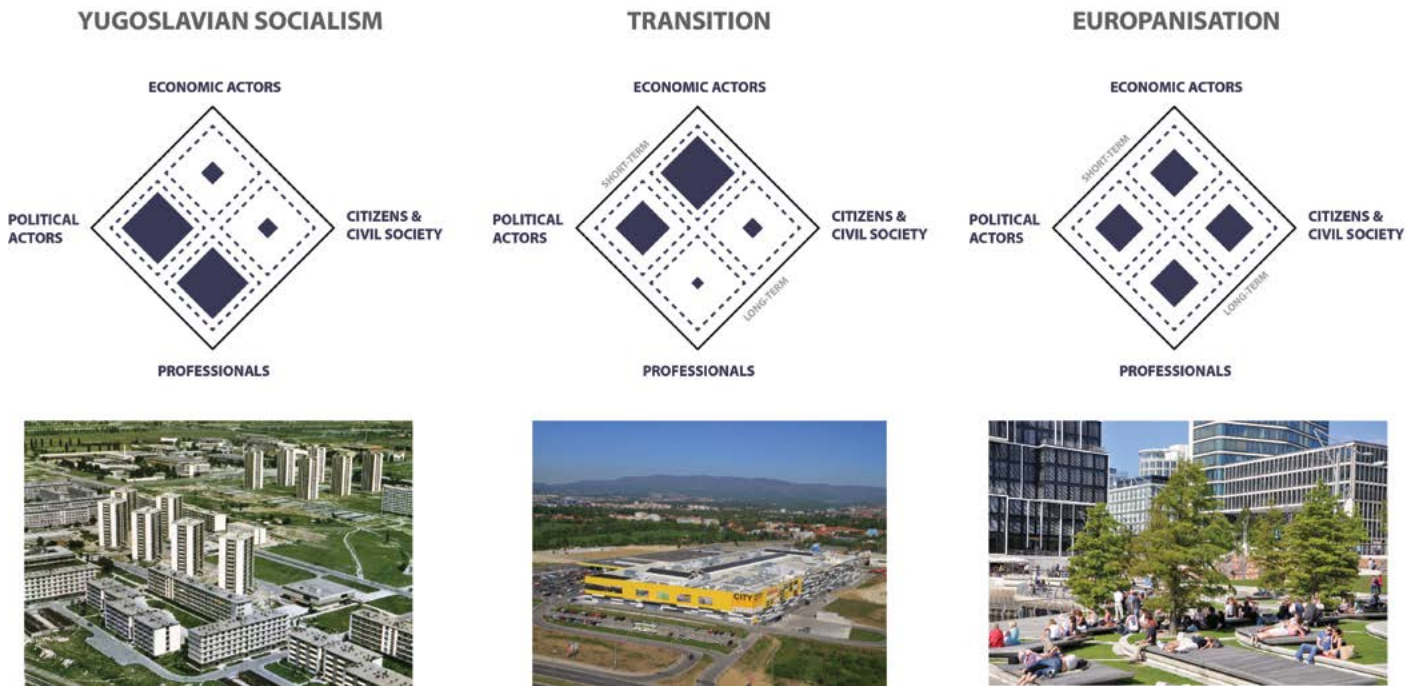 YUGOSLAVIAN SOCIALISM
TRANSITION
EUROPANISATION
ECONOMIC ACTORS
POLITICAL
ACTORS
CITIZENS &
CIVIL SOCIETY
PROFESSIONALS
ECONOMIC ACTORS
SHORT-TERM
POLITICAL
ACTORS
CITIZENS &
CIVIL SOCIETY
LONG-TERM
PROFESSIONALS
ECONOMIC ACTORS
SHORT-TERM
POLITICAL
ACTORS
CITIZENS &
CIVIL SOCIETY
LONG-TERM
PROFESSIONALS
CITY